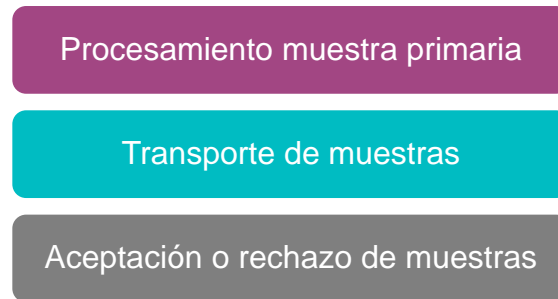 Procesamiento muestra primaria
Transporte de muestras
Aceptación o rechazo de muestras